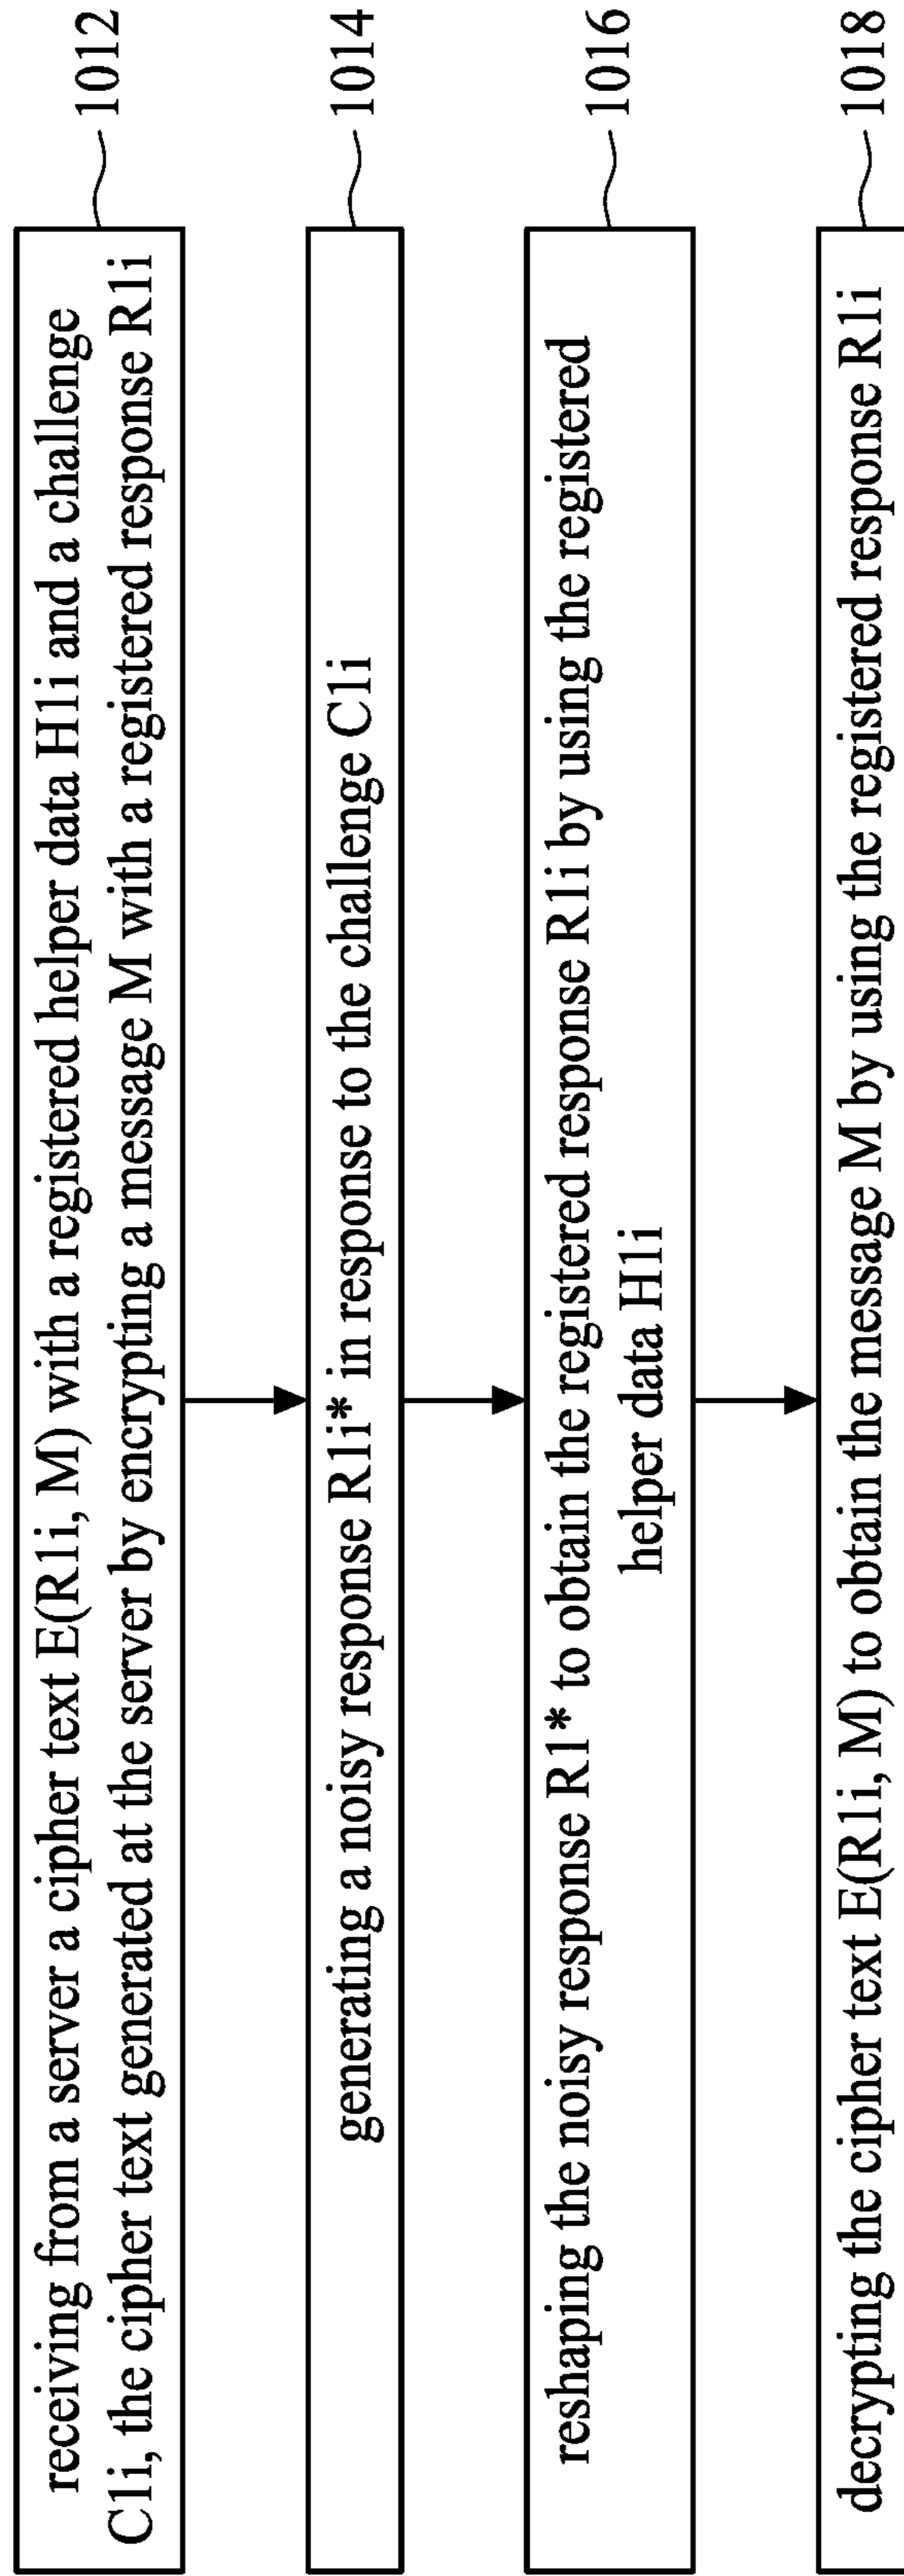 receiving from a server a cipher text E(R1i, M) with a registered helper data H1i and a challenge
C1i, the cipher text generated at the server by encrypting a message M with a registered response R1i
1012
generating a noisy response R1i* in response to the challenge C1i
1014
reshaping the noisy response R1* to obtain the registered response R1i by using the registered
helper data H1i
1016
decrypting the cipher text E(R1i, M) to obtain the message M by using the registered response R1i
1018